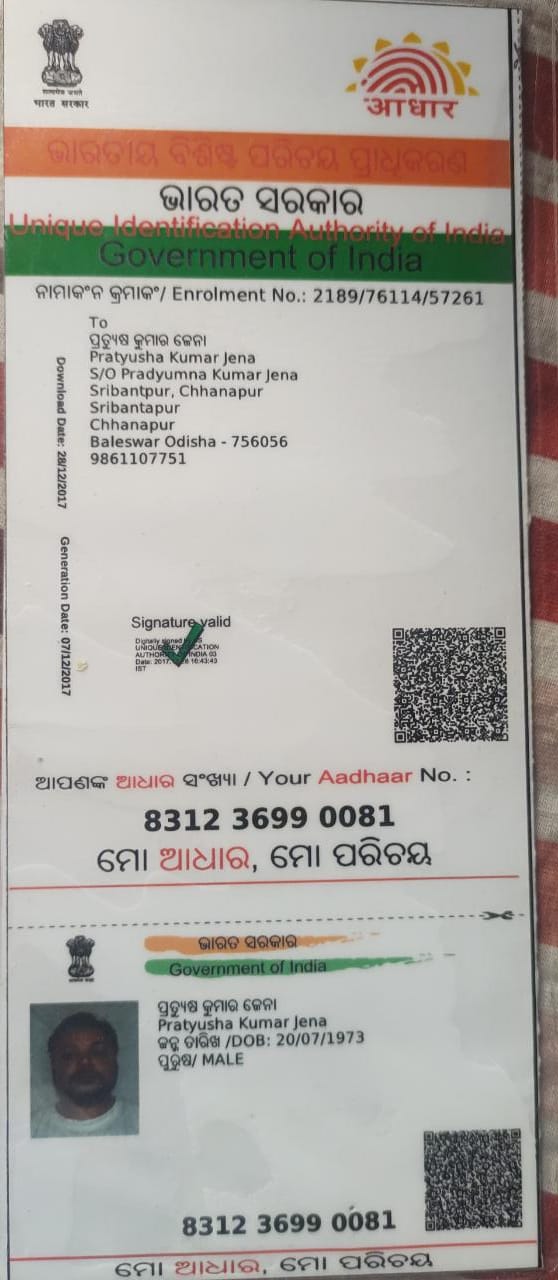 भारत सरकार
आधार
ଭାରତୀୟ ବିଶିଷ୍ଟ ପରିଚୟ ପ୍ରାଧିକରଣ
ଭାରତ ସରକାର
Unique Identification Authority of India
Government of India
ନାମାଙ୍କନ କ୍ରମାଙ୍କ/ Enrolment No.: 2189/76114/57261
To
ପ୍ରତ୍ୟୁଷ କୁମାର ଜେନା
Pratyusha Kumar Jena
S/O Pradyumna Kumar Jena
Sribantpur, Chhanapur
Sribantapur
Chhanapur
Baleswar Odisha - 756056
9861107751
Download Date: 28/12/2017
Generation Date: 07/12/2017
Signature valid
Digitally signed by
UNIQUE IDENTIFICATION
AUTHORITY OF INDIA 03
Date: 2017 16:43:43
IST
ଆପଣଙ୍କ ଆଧାର ସଂଖ୍ୟା / Your Aadhaar No. :
8312 3699 0081
ମୋ ଆଧାର, ମୋ ପରିଚୟ
ଭାରତ ସରକାର
Government of India
ପ୍ରତ୍ୟୁଷ କୁମାର ଜେନା
Pratyusha Kumar Jena
ଜନ୍ମ ତାରିଖ /DOB: 20/07/1973
ପୁରୁଷ/ MALE
8312 3699 0081
ମୋ ଆଧାର, ମୋ ପରିଚୟ